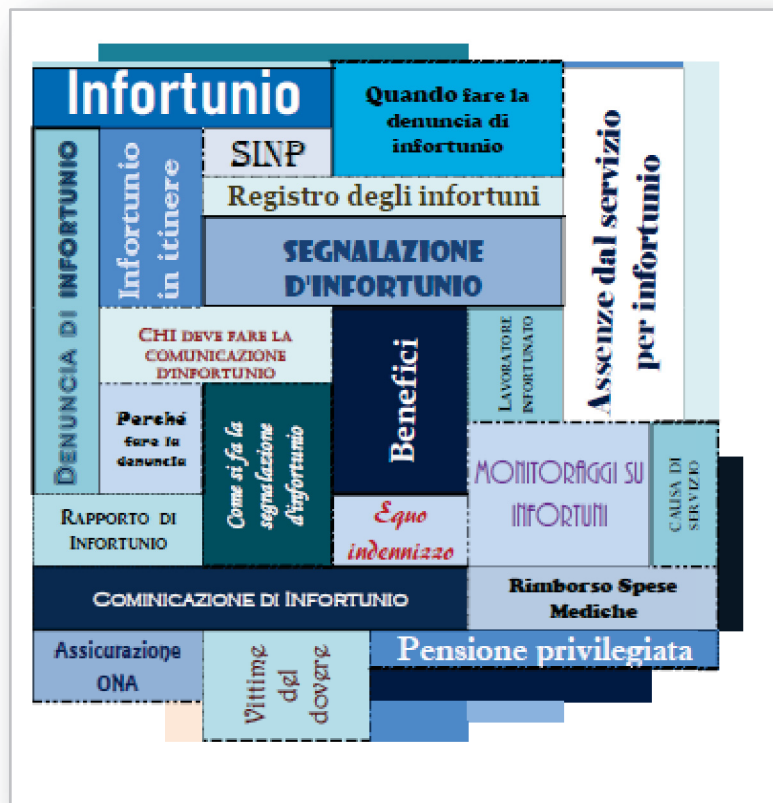 Infortunio
Quando fare la
denuncia di
infortunio
Assenze dal servizio
per infortunio
DENUNCIA DI INFORTUNIO
Infortunio
in itinere
SINP
Registro degli infortuni
SEGNALAZIONE
D'INFORTUNIO
CHI DEVE FARE LA
COMUNICAZIONE
D'INFORTUNIO
Benefici
LAVORATORE
INFORTUNATO
Perché
fare la
denuncia
Come si fa la
segnalazione
d'infortunio
MONITORAGGI SU
INFORTUNI
CAUSA DI
SERVIZIO
RAPPORTO DI
INFORTUNIO
Equo
indennizzo
COMINICAZIONE DI INFORTUNIO
Rimborso Spese
Mediche
Assicurazione
ONA
Vittime
del
dovere
Pensione privilegiata